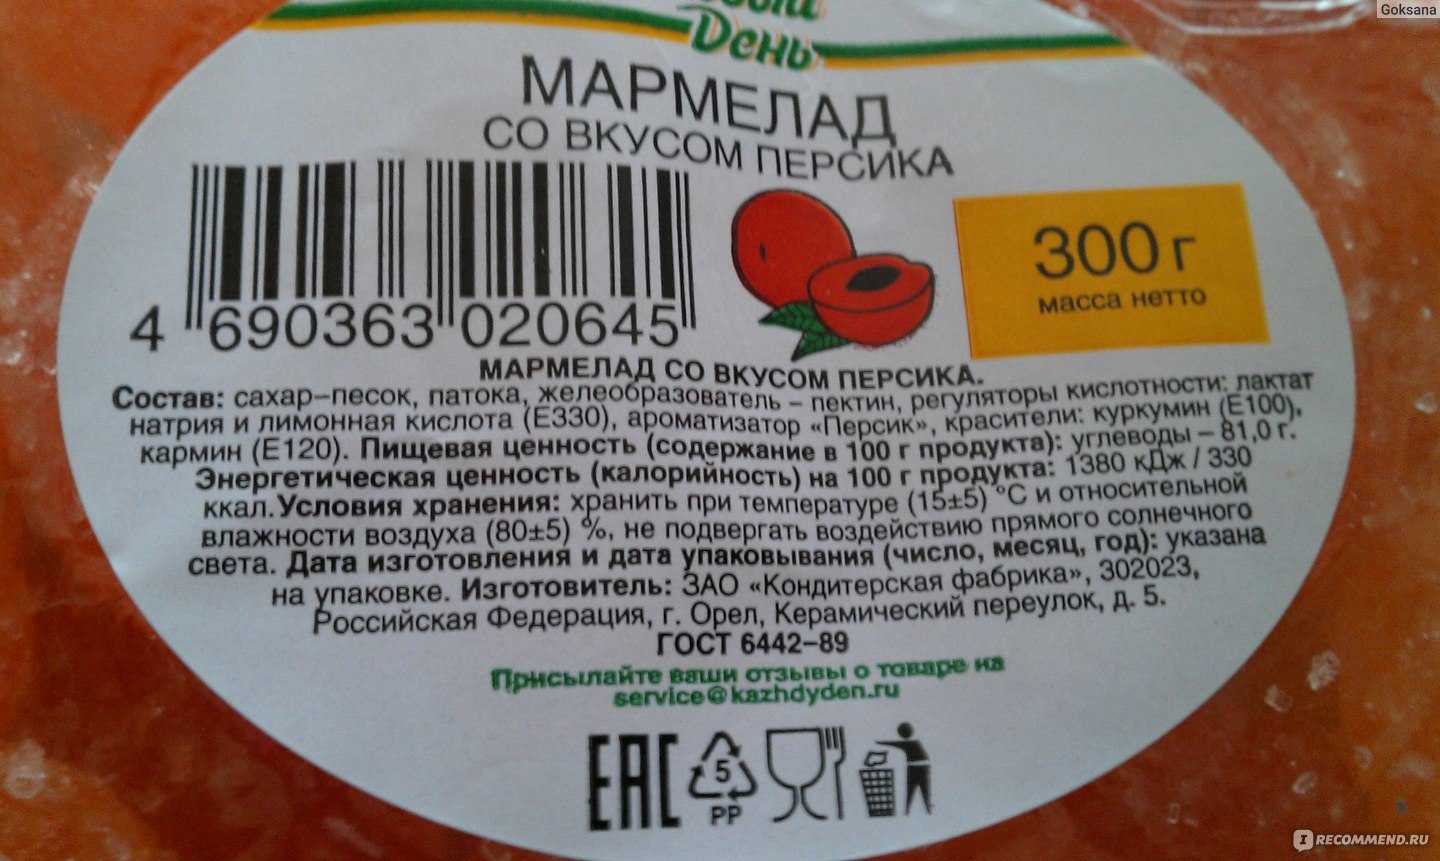 Goksana
День
МАРМЕЛАД
СО ВКУСОМ ПЕРСИКА
300 г
масса нетто
4 690363 020645
МАРМЕЛАД СО ВКУСОМ ПЕРСИКА.
Состав: сахар–песок, патока, желеобразователь – пектин, регуляторы кислотности: лактат
натрия и лимонная кислота (Е330), ароматизатор «Персик», красители: куркумин (Е100),
кармин (Е120). Пищевая ценность (содержание в 100 г продукта): углеводы – 81,0 г.
Энергетическая ценность (калорийность) на 100 г продукта: 1380 кДж / 330
ккал. Условия хранения: хранить при температуре (15±5) °С и относительной
влажности воздуха (80±5) %, не подвергать воздействию прямого солнечного
света. Дата изготовления и дата упаковывания (число, месяц, год): указана
на упаковке. Изготовитель: ЗАО «Кондитерская фабрика», 302023,
Российская Федерация, г. Орел, Керамический переулок, д. 5.
ГОСТ 6442–89
Присылайте ваши отзывы о товаре на
service@kazhdyden.ru
EAC
5
PP
IRECOMMEND.RU